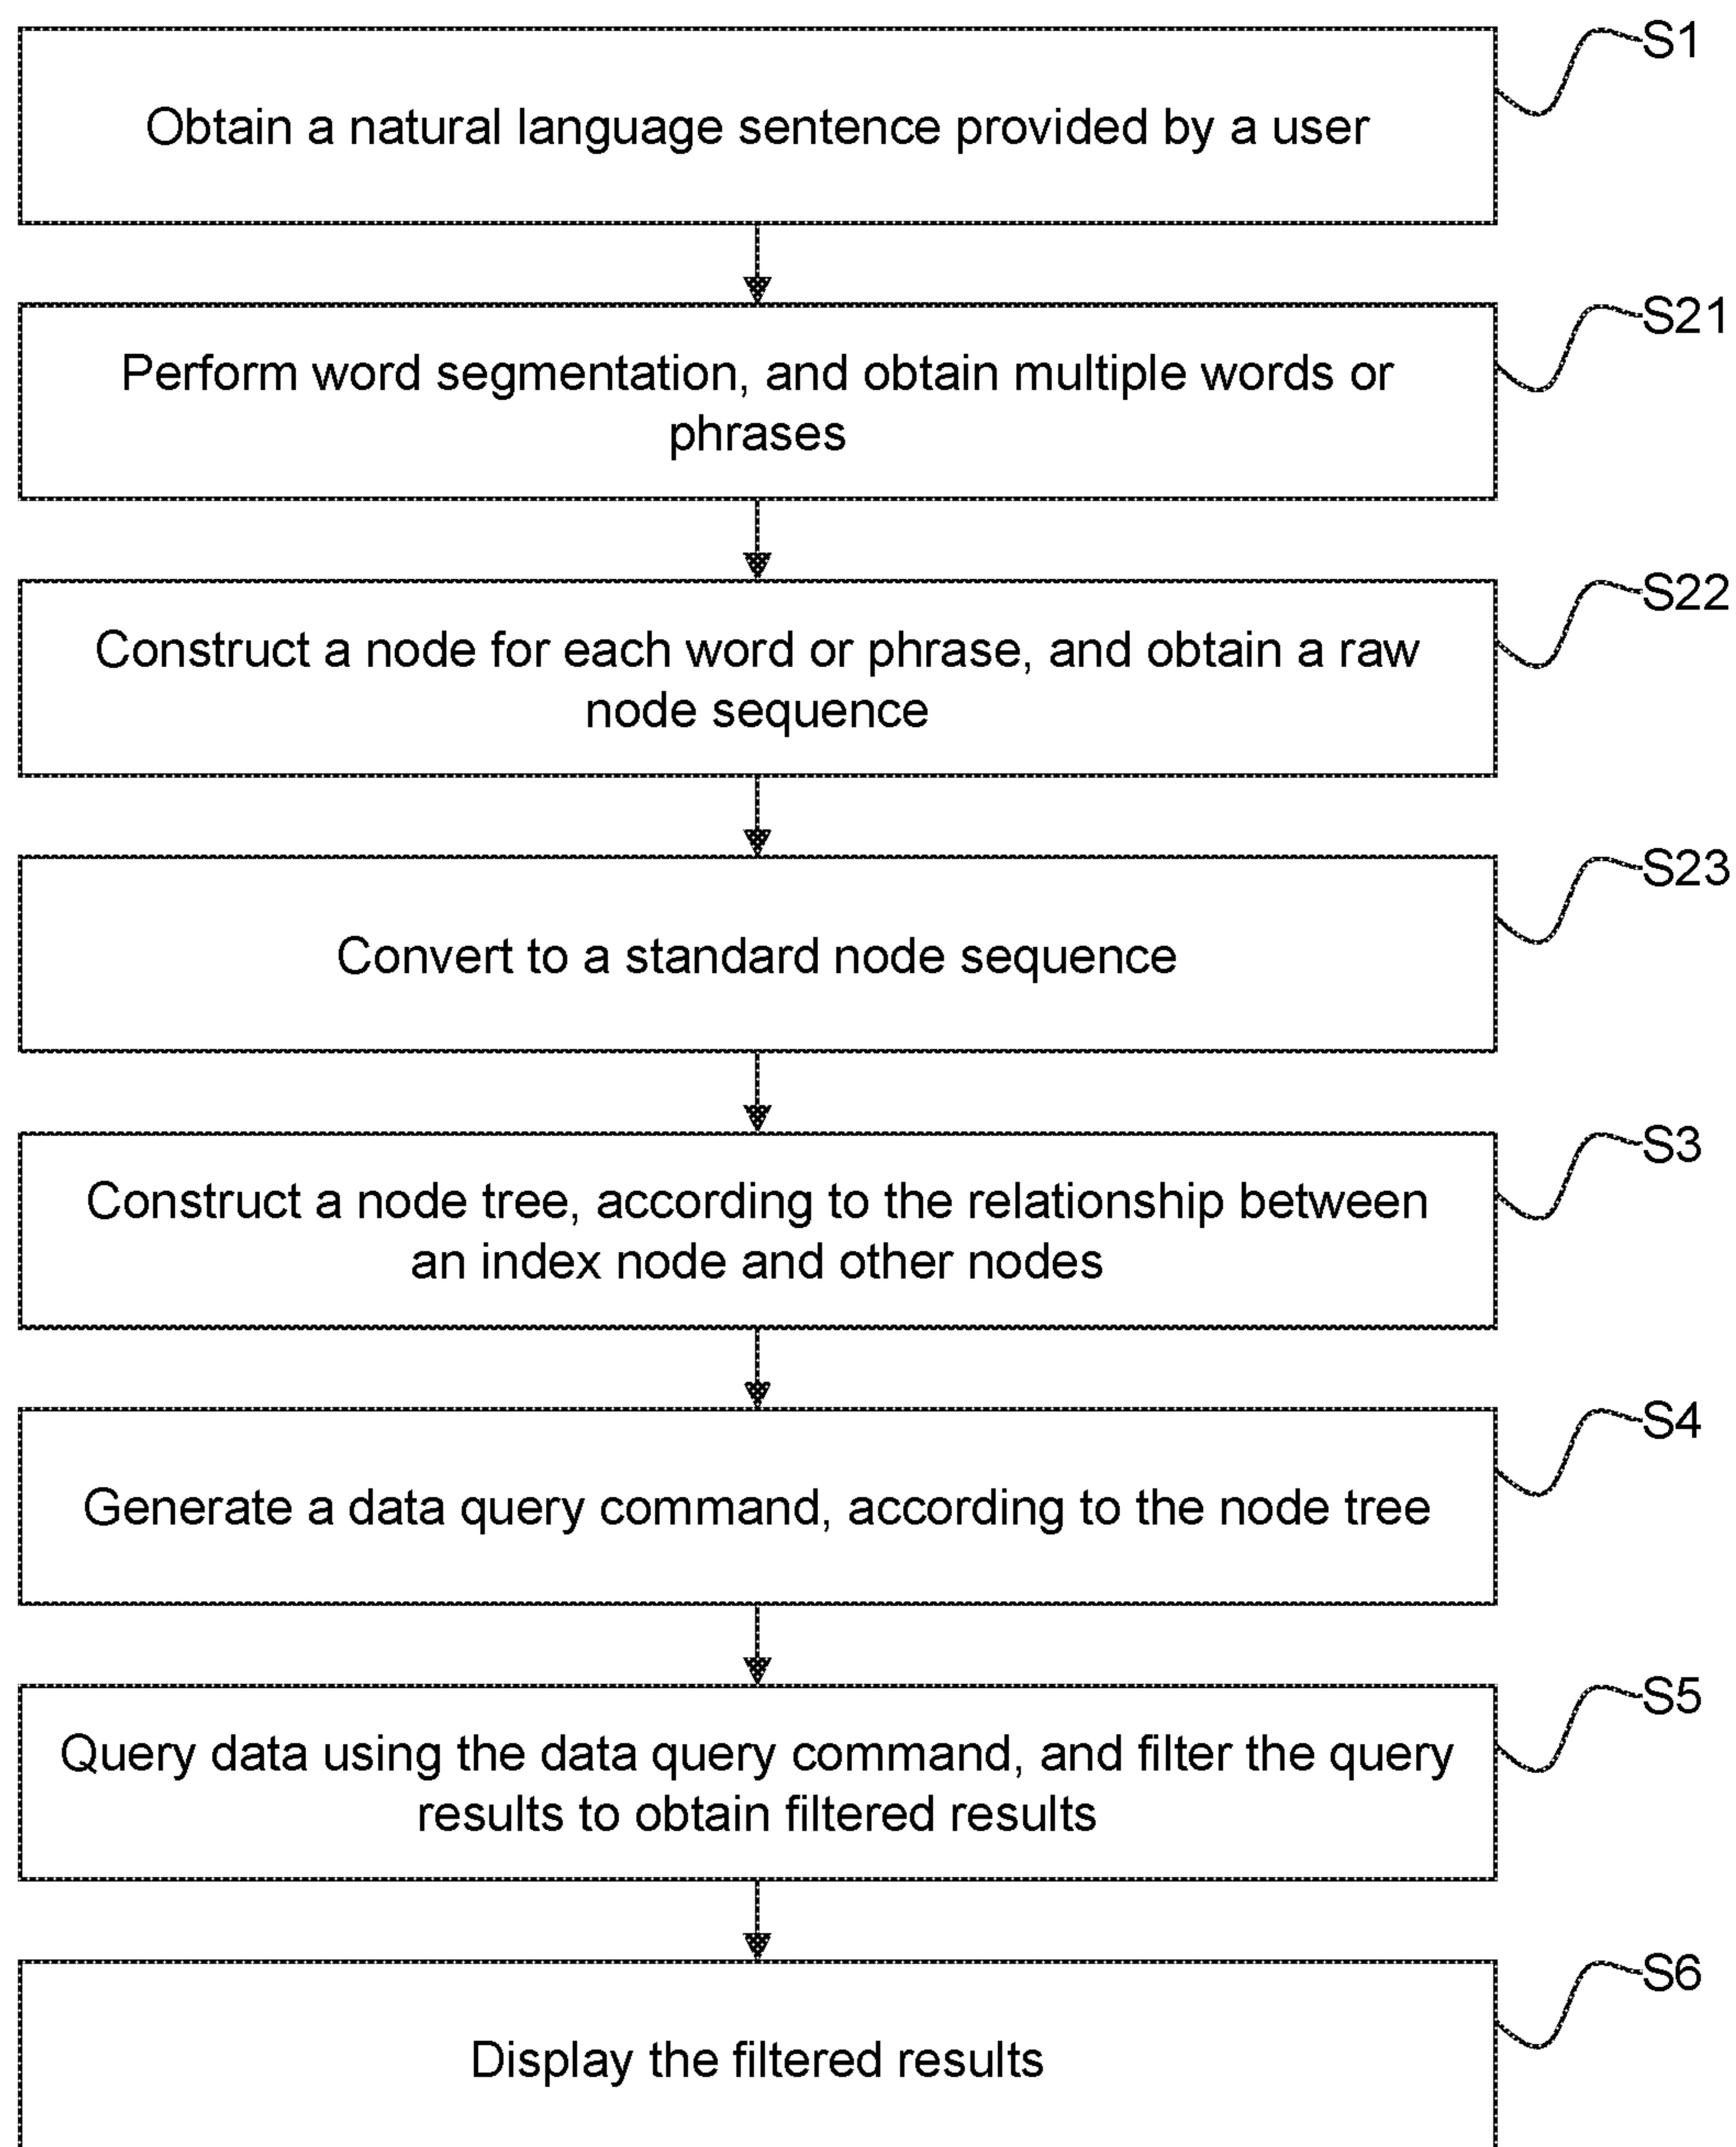 S1
Obtain a natural language sentence provided by a user
S21
Perform word segmentation, and obtain multiple words or
phrases
S22
Construct a node for each word or phrase, and obtain a raw
node sequence
S23
Convert to a standard node sequence
S3
Construct a node tree, according to the relationship between
an index node and other nodes
S4
Generate a data query command, according to the node tree
S5
Query data using the data query command, and filter the query
results to obtain filtered results
S6
Display the filtered results